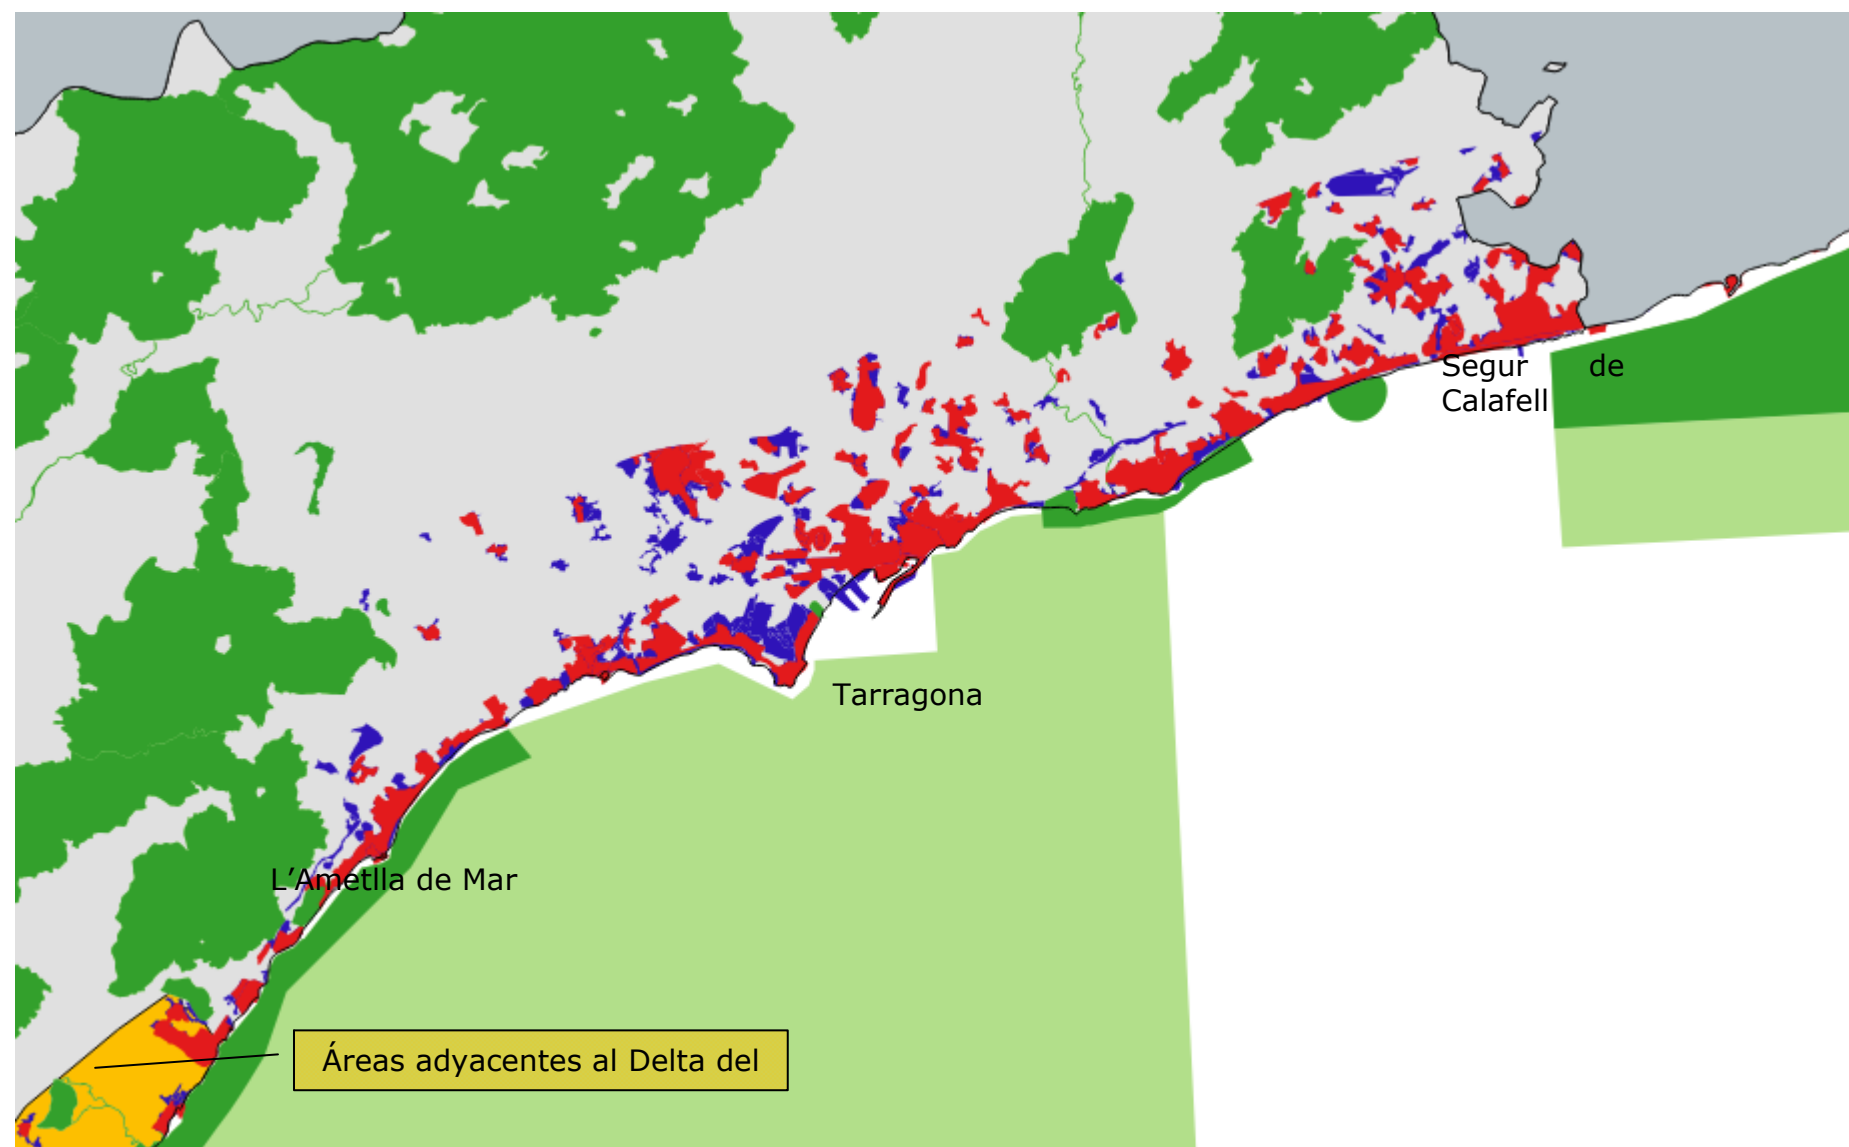 Segur de
Calafell
Tarragona
L’Ametlla de Mar
Áreas adyacentes al Delta del